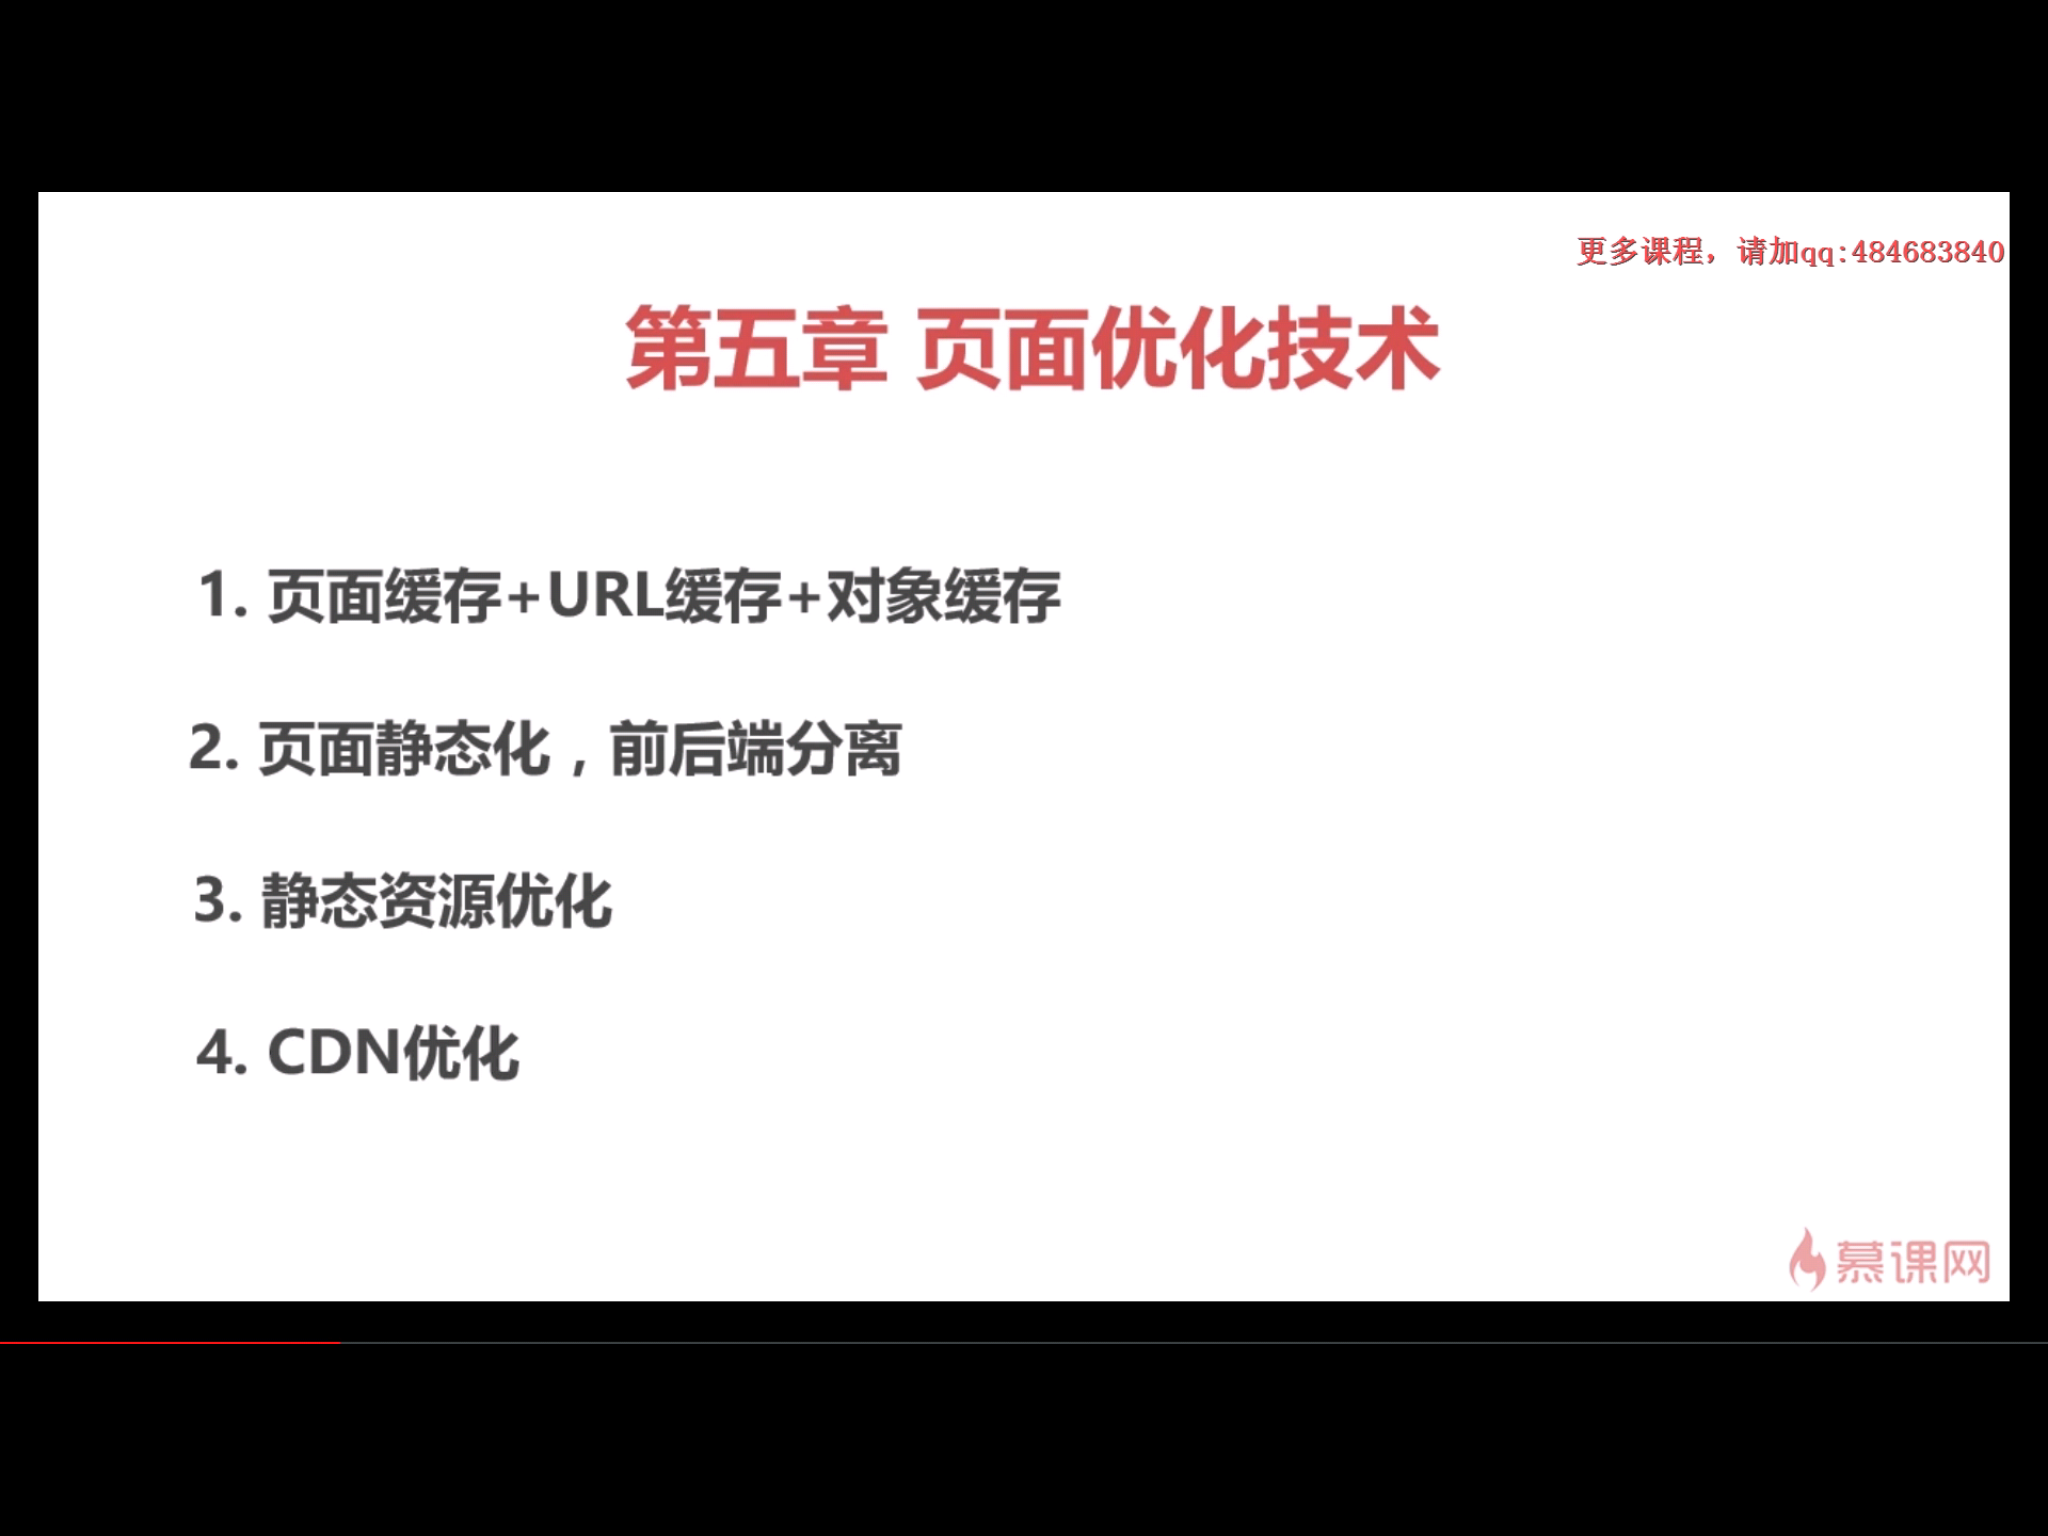 更多课程，请加qq:484683840
第五章 页面优化技术
1. 页面缓存+URL缓存+对象缓存
2. 页面静态化，前后端分离
3. 静态资源优化
4. CDN优化
慕课网